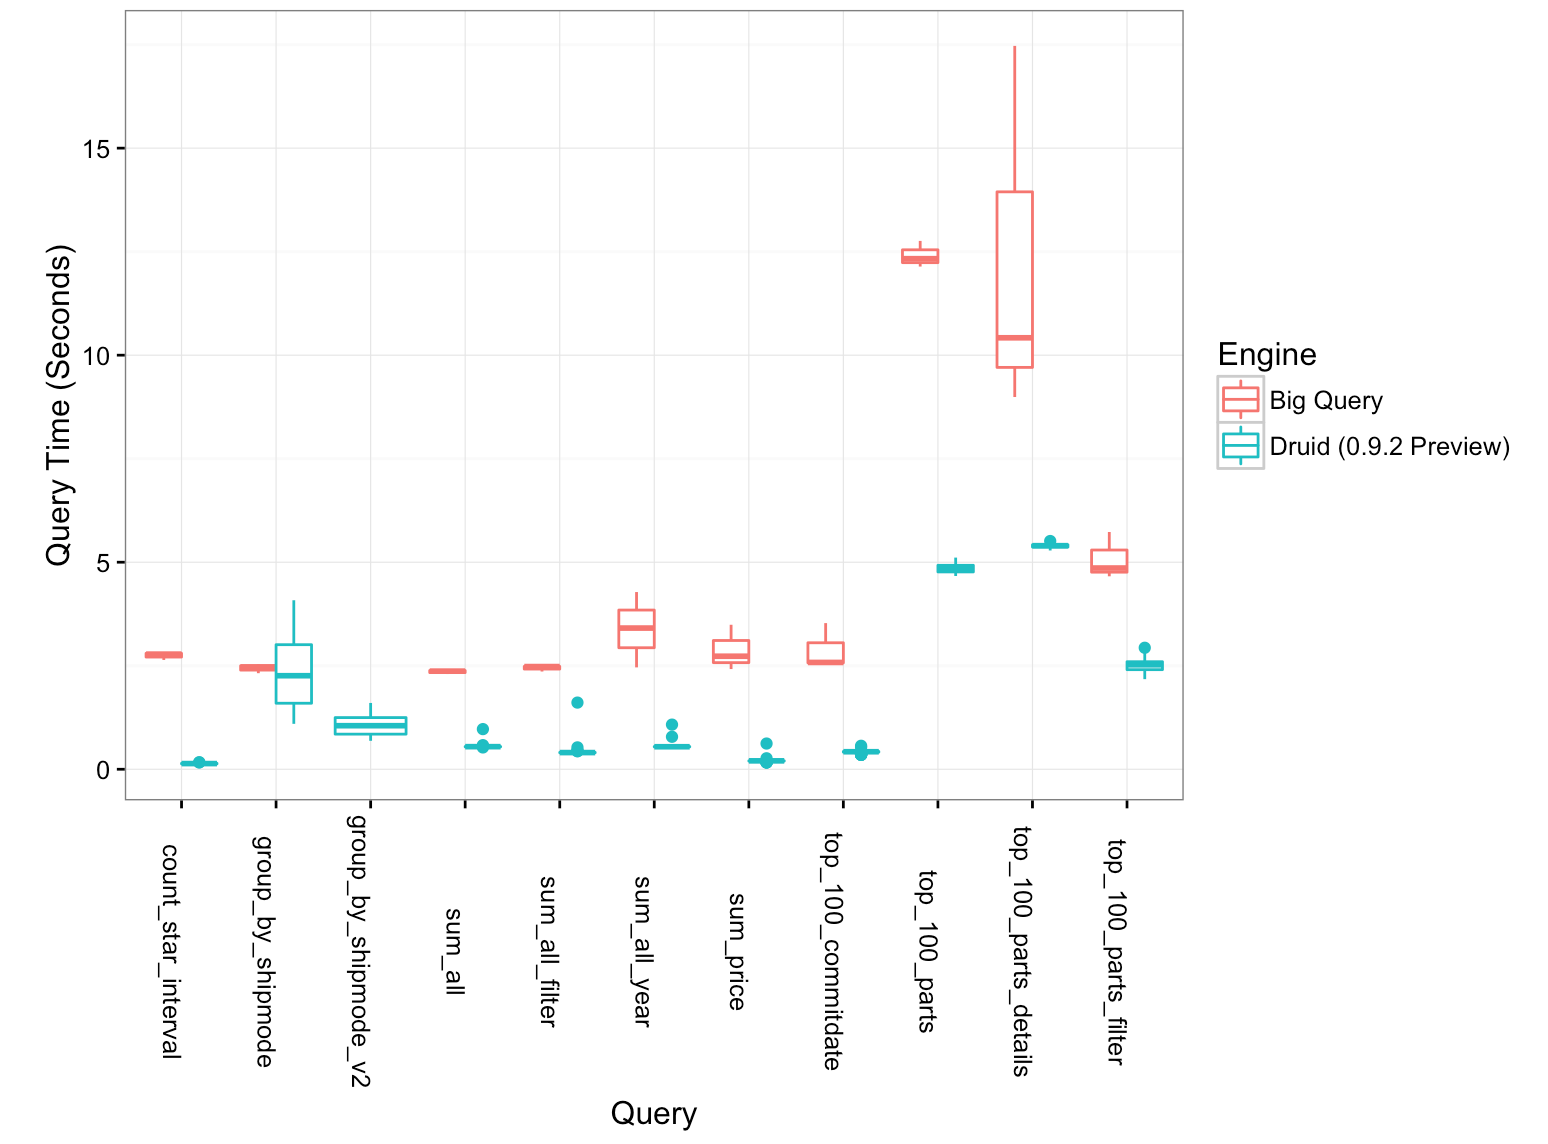 Query Time (Seconds)
15
10
5
0
count_star_interval
group_by_shipmode
group_by_shipmode_v2
sum_all
sum_all_filter
sum_all_year
sum_price
top_100_commitdate
top_100_parts
top_100_parts_details
top_100_parts_filter
Query
Engine
Big Query
Druid (0.9.2 Preview)